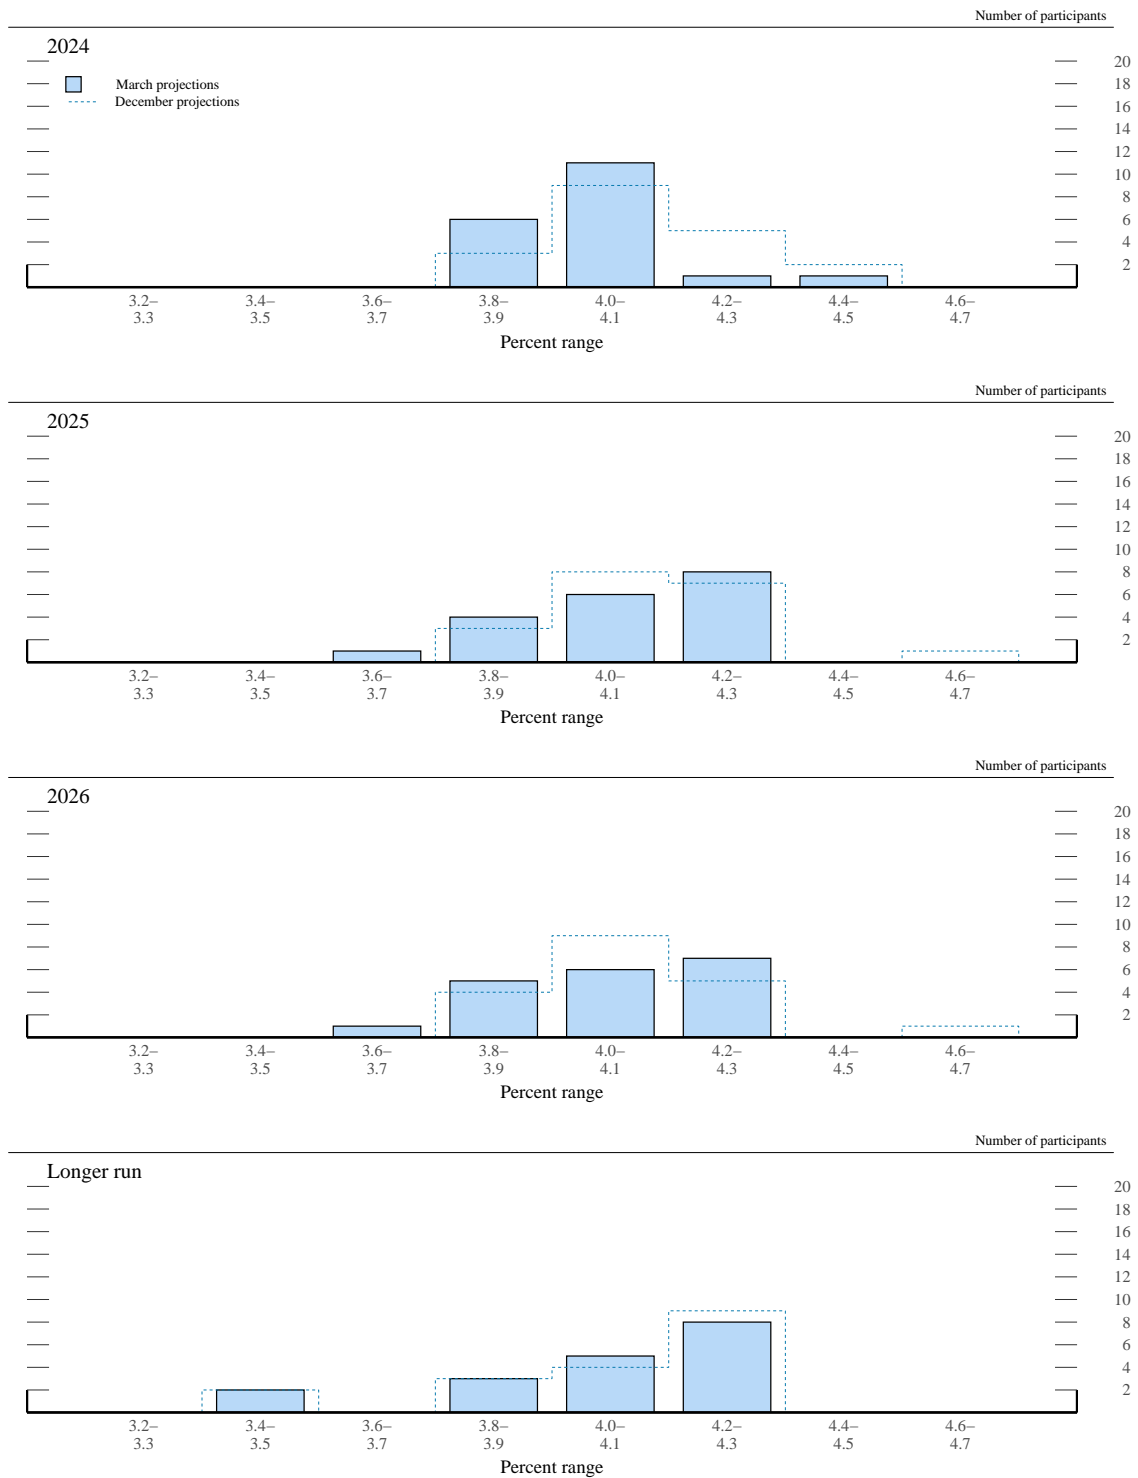 Number of participants
2024
March projections
December projections
20
18
16
14
12
10
8
6
4
2
3.2– 3.4– 3.6– 3.8– 4.0– 4.2– 4.4– 4.6–
3.3 3.5 3.7 3.9 4.1 4.3 4.5 4.7
Percent range
Number of participants
2025
20
18
16
14
12
10
8
6
4
2
3.2– 3.4– 3.6– 3.8– 4.0– 4.2– 4.4– 4.6–
3.3 3.5 3.7 3.9 4.1 4.3 4.5 4.7
Percent range
Number of participants
2026
20
18
16
14
12
10
8
6
4
2
3.2– 3.4– 3.6– 3.8– 4.0– 4.2– 4.4– 4.6–
3.3 3.5 3.7 3.9 4.1 4.3 4.5 4.7
Percent range
Number of participants
Longer run
20
18
16
14
12
10
8
6
4
2
3.2– 3.4– 3.6– 3.8– 4.0– 4.2– 4.4– 4.6–
3.3 3.5 3.7 3.9 4.1 4.3 4.5 4.7
Percent range